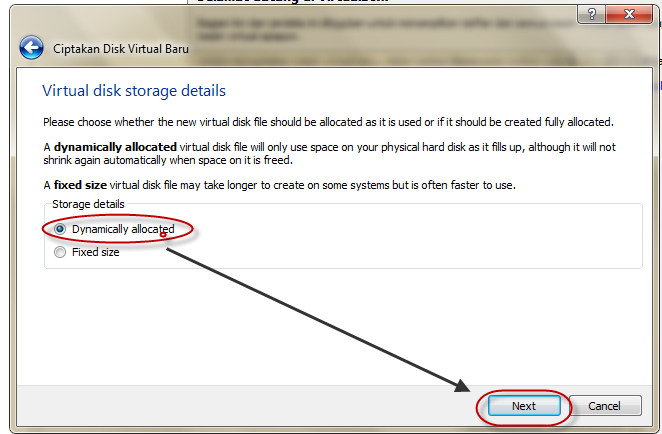 Ciptakan Disk Virtual Baru
Virtual disk storage details
Please choose whether the new virtual disk file should be allocated as it is used or if it should be created fully allocated.
A dynamically allocated virtual disk file will only use space on your physical hard disk as it fills up, although it will not
shrink again automatically when space on it is freed.
A fixed size virtual disk file may take longer to create on some systems but is often faster to use.
Storage details
Dynamically allocated
Fixed size
Next
Cancel